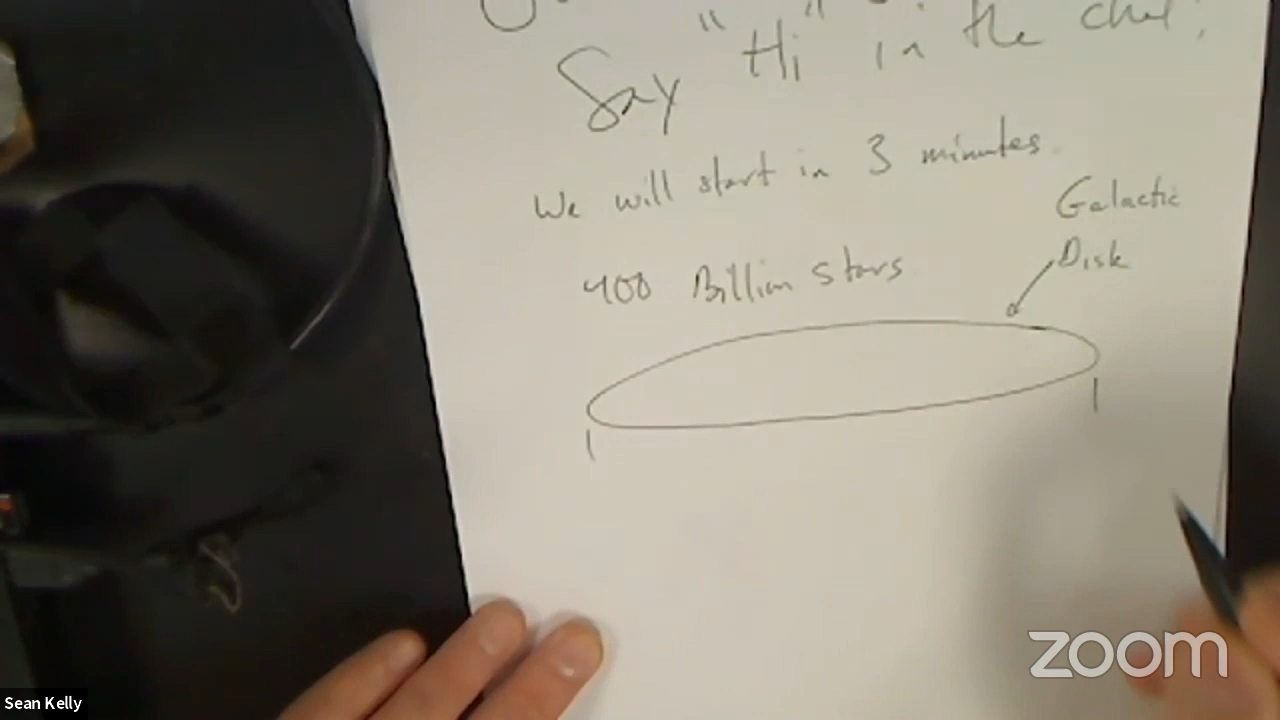 Say "Hi" in the chat!
We will start in 3 minutes.
Galactic
Disk
400 Billion Stars
zoom
Sean Kelly